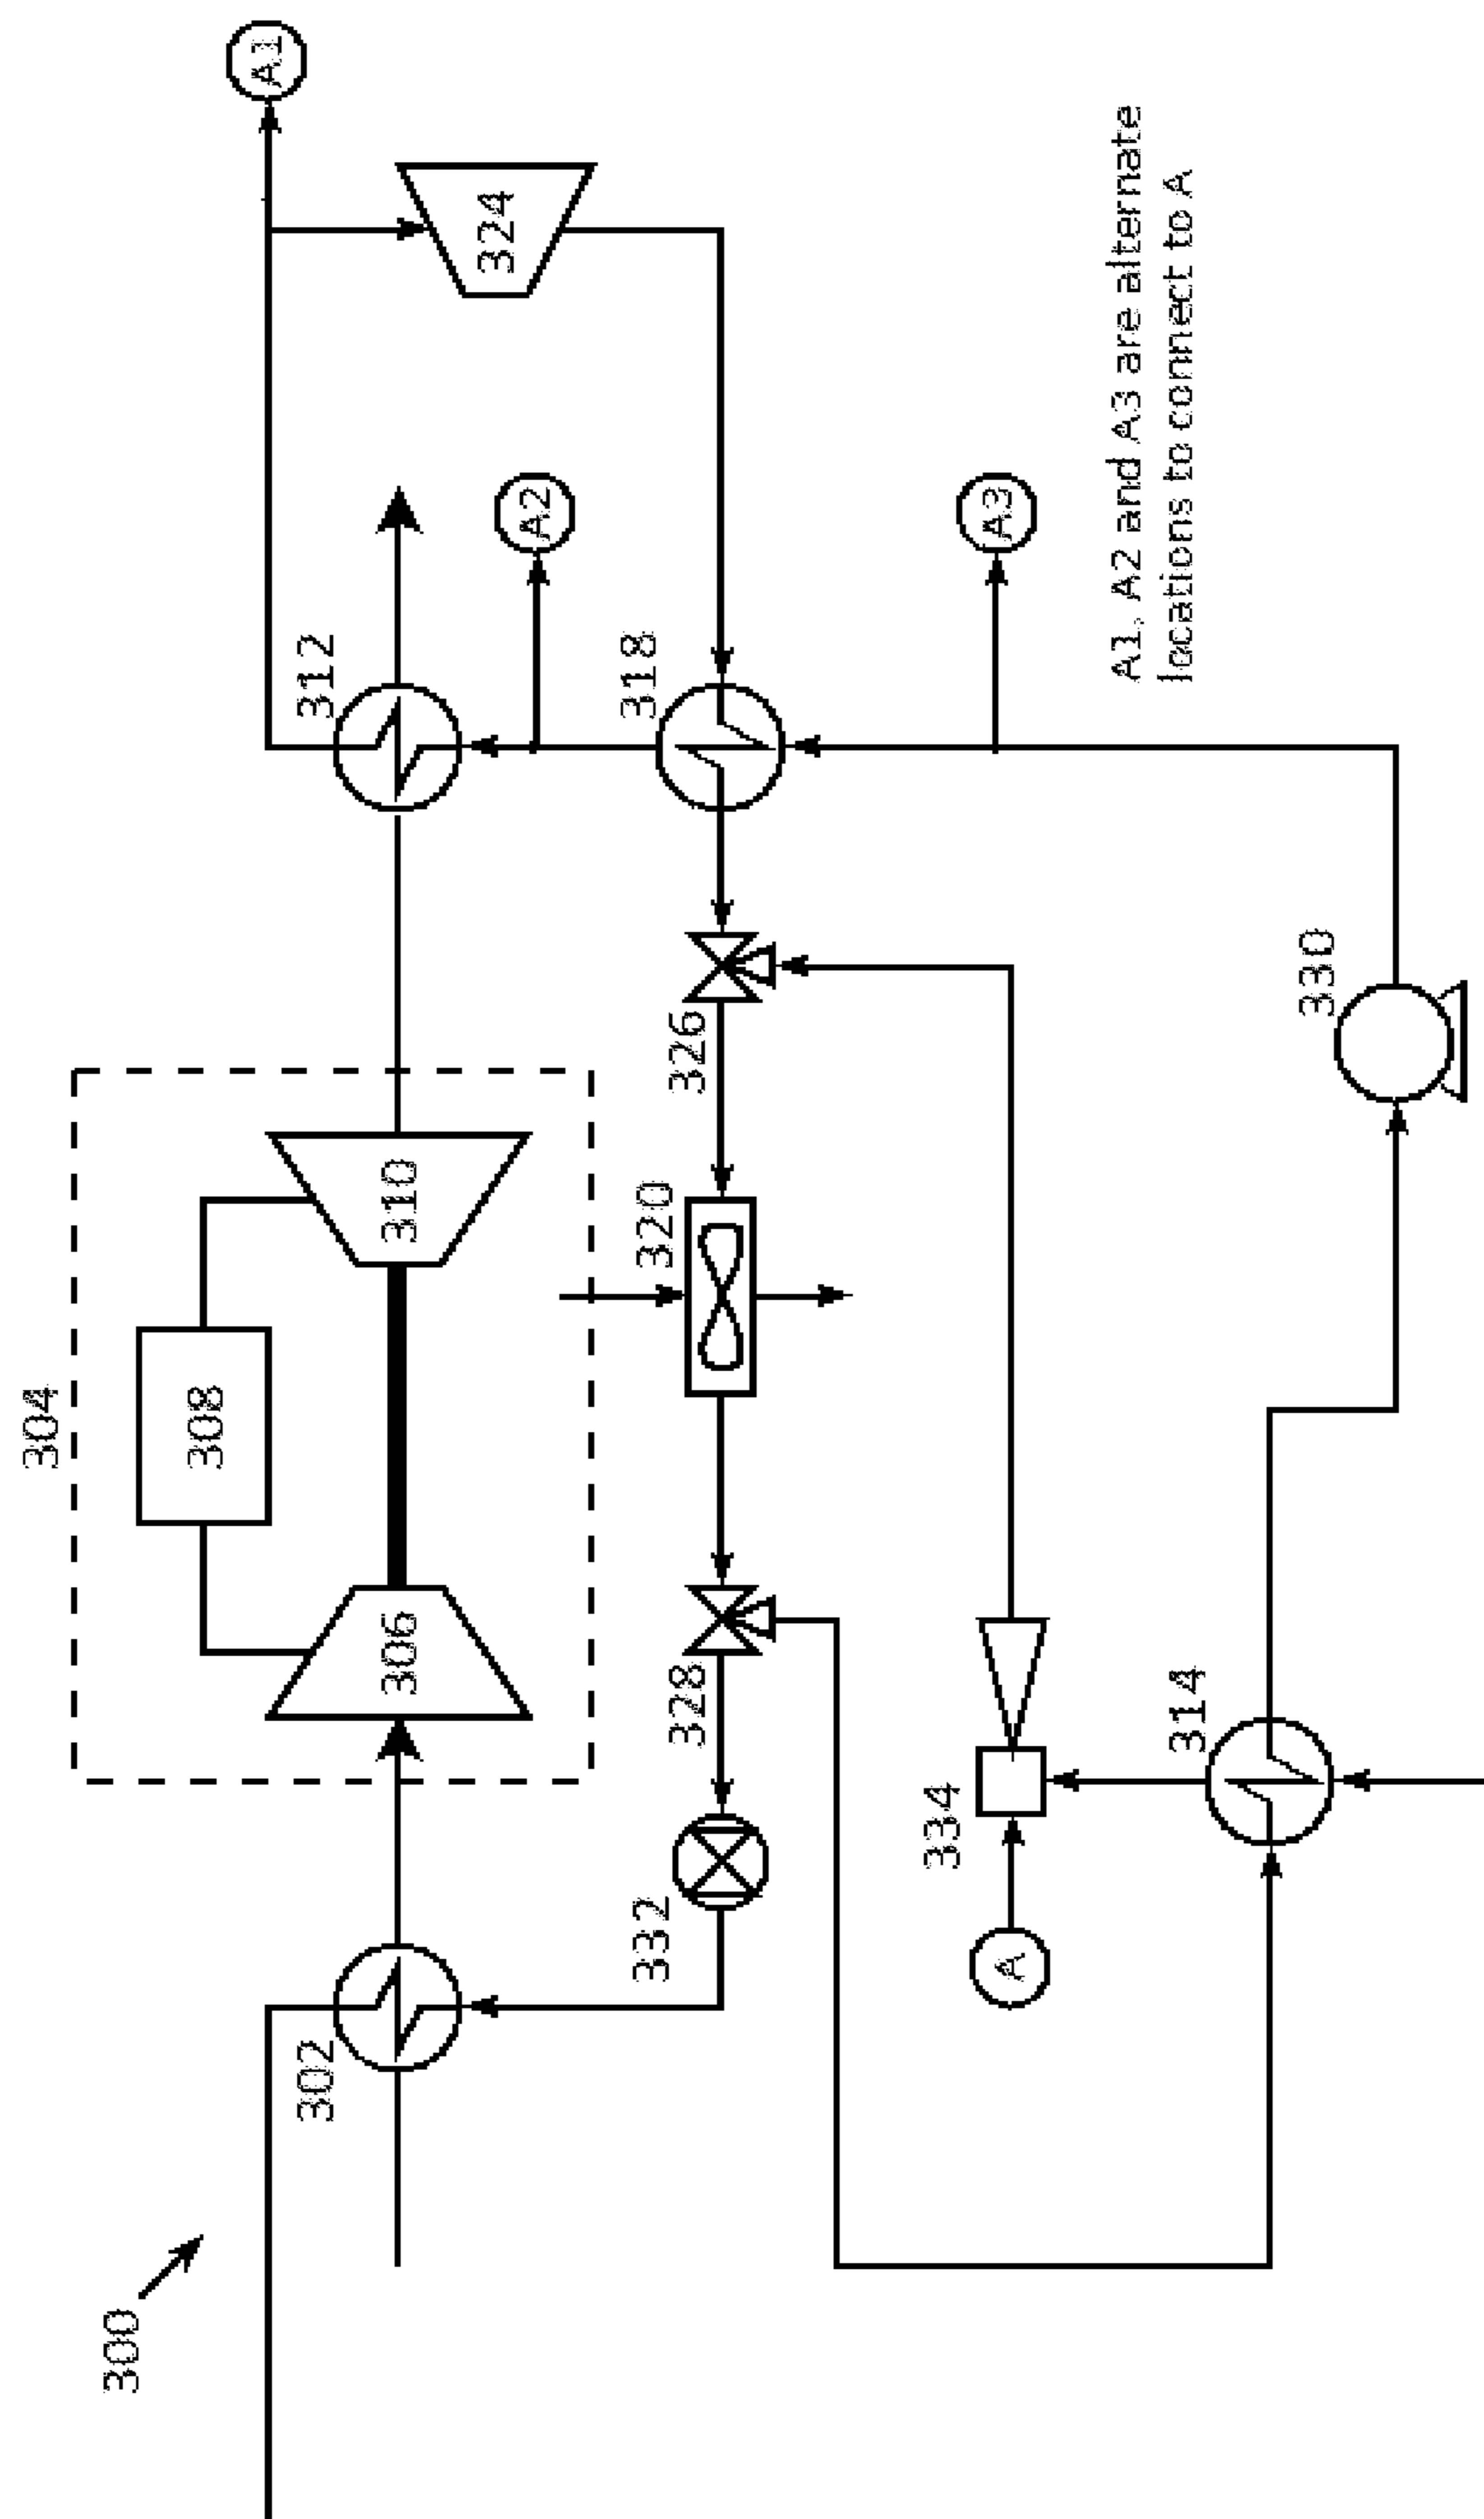 300
304
308
306
310
302
312
A1
324
A2
318
332
328
320
326
334
A
A3
314
330
A1, A2 and A3 are alternate
locations to connect to A